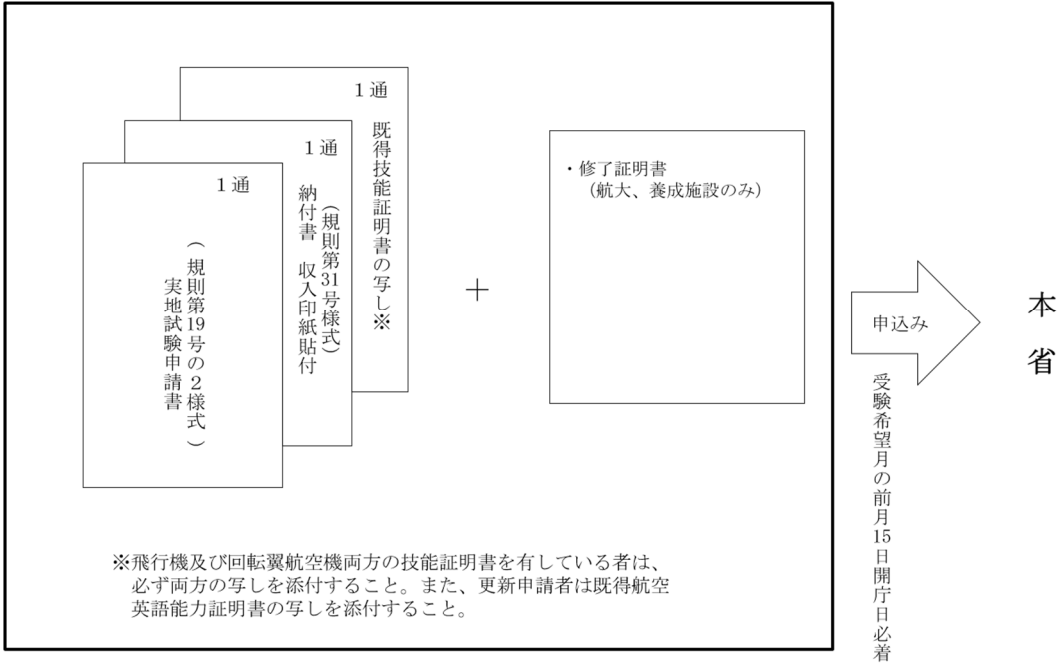 １通
実地試験申請書
（規則第19号の２様式）
１通
納付書　収入印紙貼付
（規則第31号様式）
１通
既得技能証明書の写し※
＋
・修了証明書
（航大、養成施設のみ）
申込み
受験希望月の前月15日開庁日必着
本省
※飛行機及び回転翼航空機両方の技能証明書を有している者は、
必ず両方の写しを添付すること。また、更新申請者は既得航空
英語能力証明書の写しを添付すること。